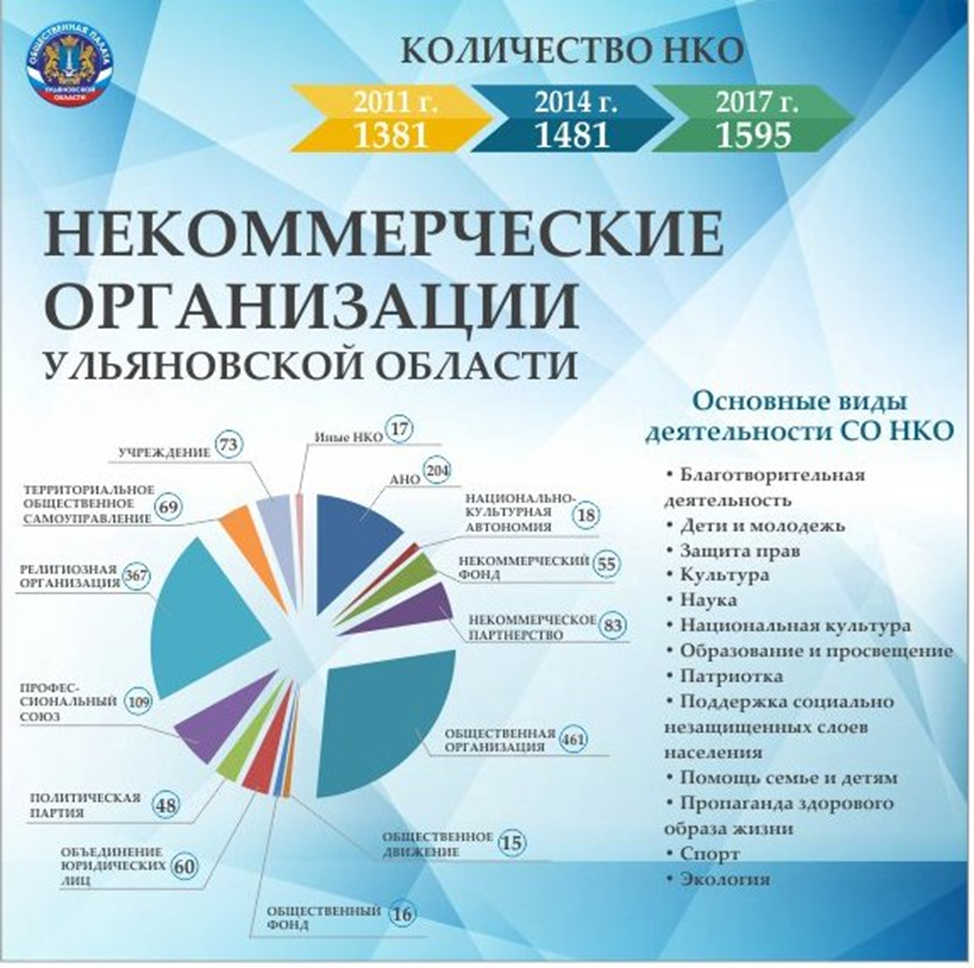 ОБЩЕСТВЕННАЯ ПАЛАТА
УЛЬЯНОВСКОЙ
ОБЛАСТИ
КОЛИЧЕСТВО НКО
2011 г. 2014 г. 2017 г.
1381 1481 1595
НЕКОММЕРЧЕСКИЕ
ОРГАНИЗАЦИИ
УЛЬЯНОВСКОЙ ОБЛАСТИ
Иные НКО 17
АНО 204
НАЦИОНАЛЬНО-
КУЛЬТУРНАЯ
АВТОНОМИЯ 18
НЕКОММЕРЧЕСКИЙ
ФОНД 55
НЕКОММЕРЧЕСКОЕ
ПАРТНЕРСТВО 83
ОБЩЕСТВЕННАЯ
ОРГАНИЗАЦИЯ 461
ОБЩЕСТВЕННОЕ
ДВИЖЕНИЕ 15
ОБЩЕСТВЕННЫЙ
ФОНД 16
ОБЪЕДИНЕНИЕ
ЮРИДИЧЕСКИХ
ЛИЦ 60
ПОЛИТИЧЕСКАЯ
ПАРТИЯ 48
ПРОФЕС-
СИОНАЛЬНЫЙ
СОЮЗ 109
РЕЛИГИОЗНАЯ
ОРГАНИЗАЦИЯ 367
ТЕРРИТОРИАЛЬНОЕ
ОБЩЕСТВЕННОЕ
САМОУПРАВЛЕНИЕ 69
УЧРЕЖДЕНИЕ 73
Основные виды
деятельности СО НКО
• Благотворительная
деятельность
• Дети и молодежь
• Защита прав
• Культура
• Наука
• Национальная культура
• Образование и просвещение
• Патриотка
• Поддержка социально
незащищенных слоев
населения
• Помощь семье и детям
• Пропаганда здорового
образа жизни
• Спорт
• Экология